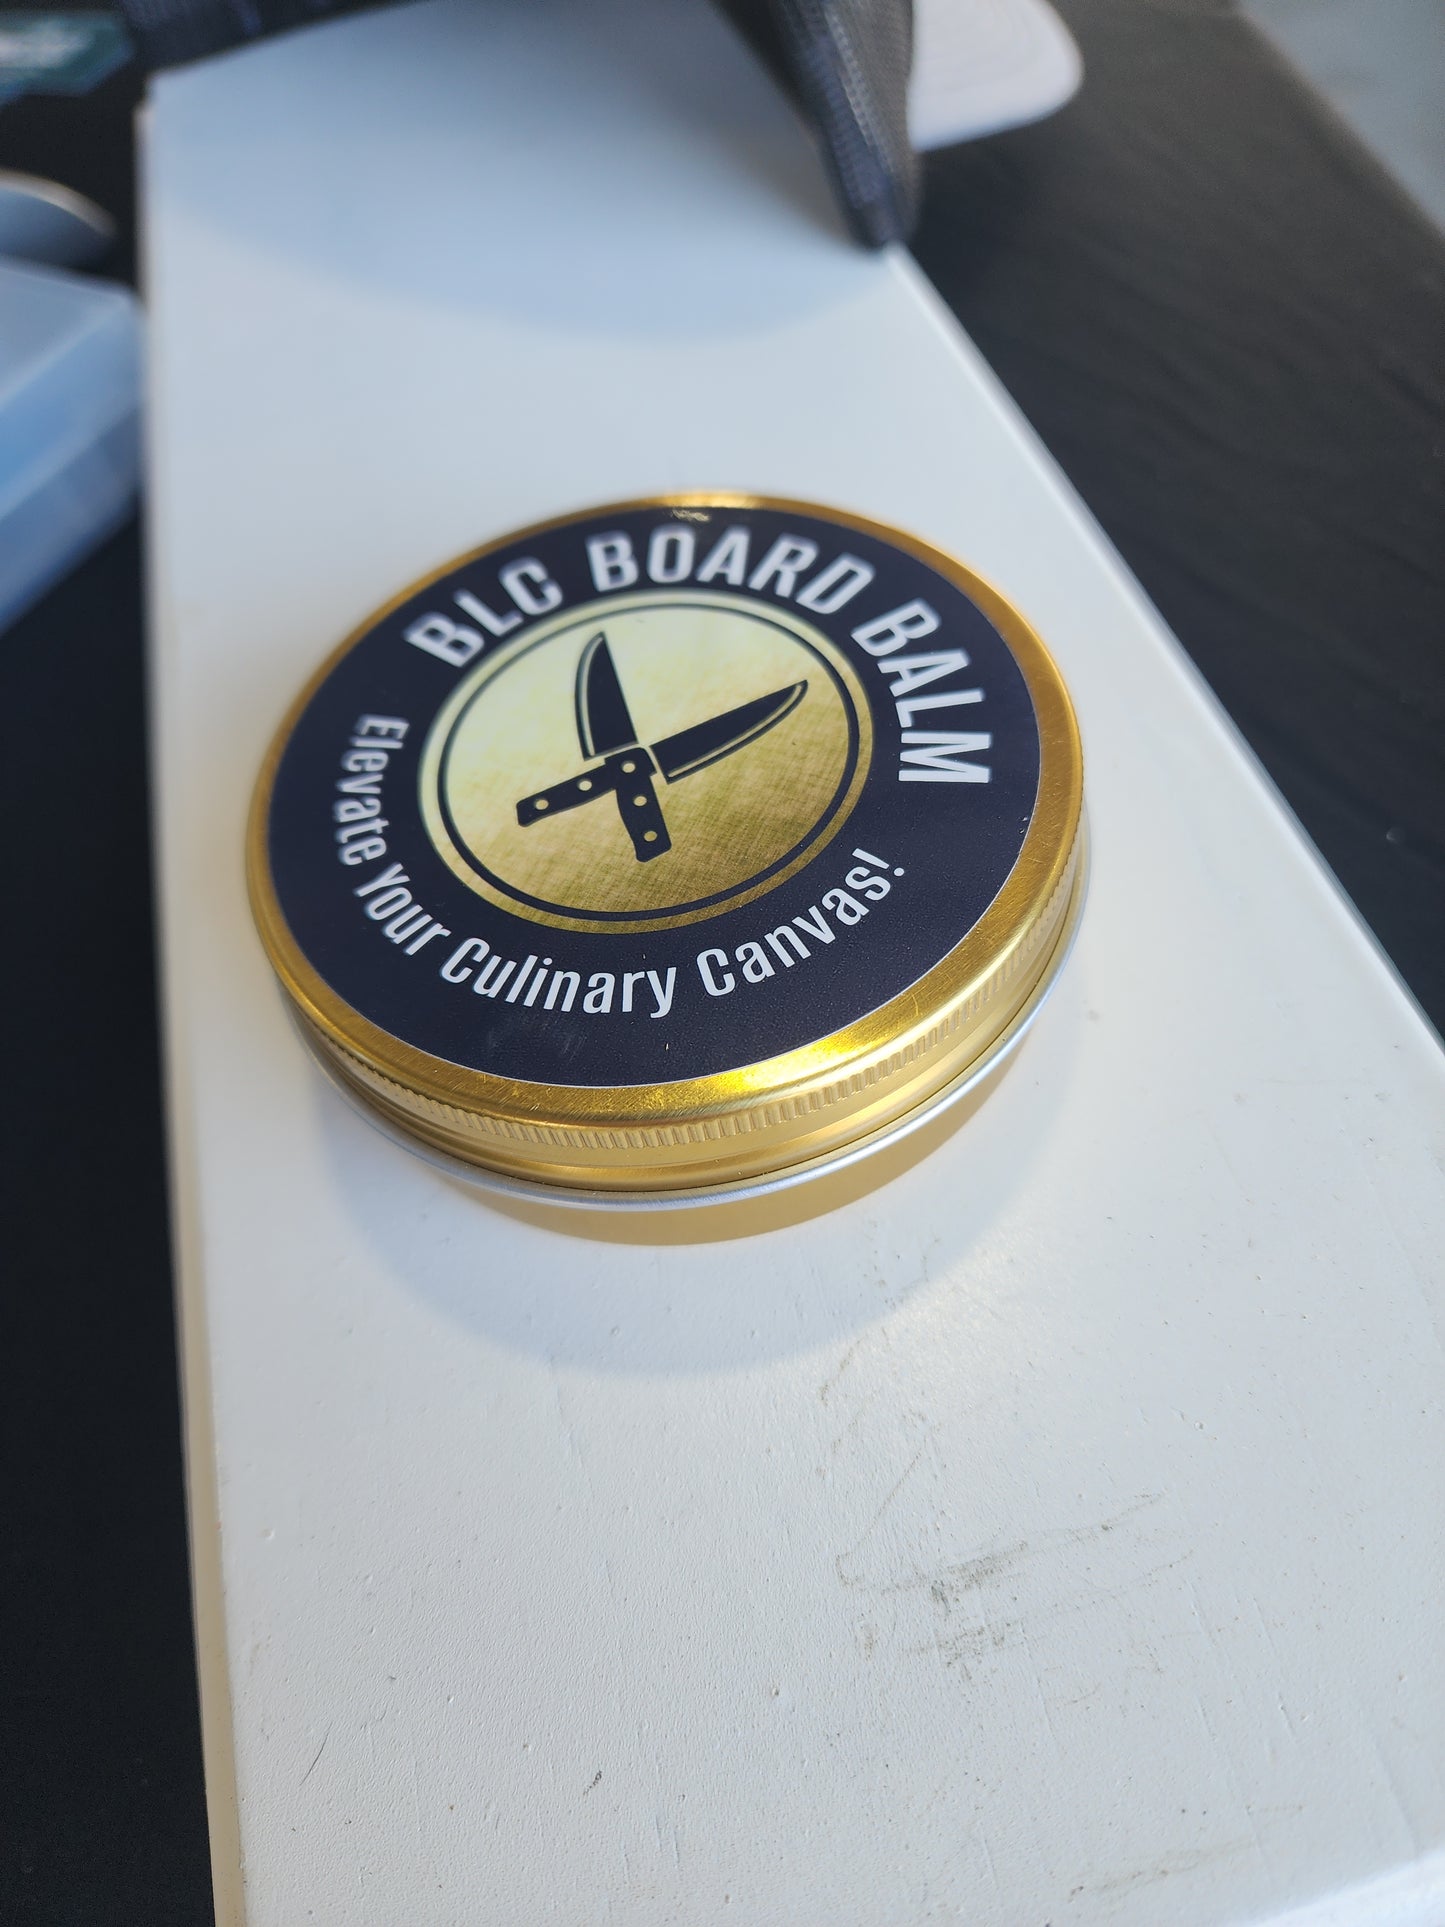 BLC BOARD BALM
Elevate Your Culinary Canvas!